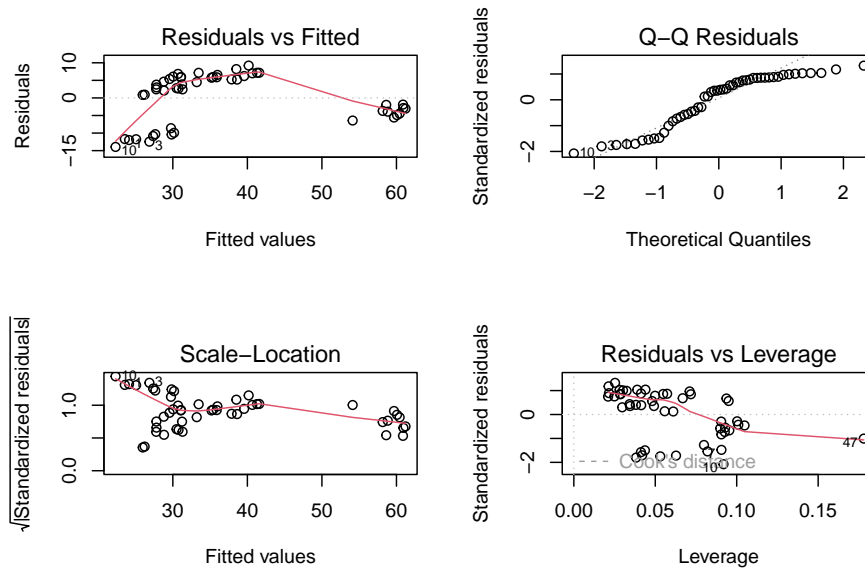 Residuals vs Fitted
Residuals
10
0
−15
10
3
30
40
50
60
Fitted values
Q−Q Residuals
Standardized residuals
0
−2
10
3
−2
−1
0
1
2
Theoretical Quantiles
Scale−Location
√|Standardized residuals|
1.0
0.0
10
3
30
40
50
60
Fitted values
Residuals vs Leverage
Standardized residuals
0
−2
47
10
Cook's distance
0.00
0.05
0.10
0.15
Leverage